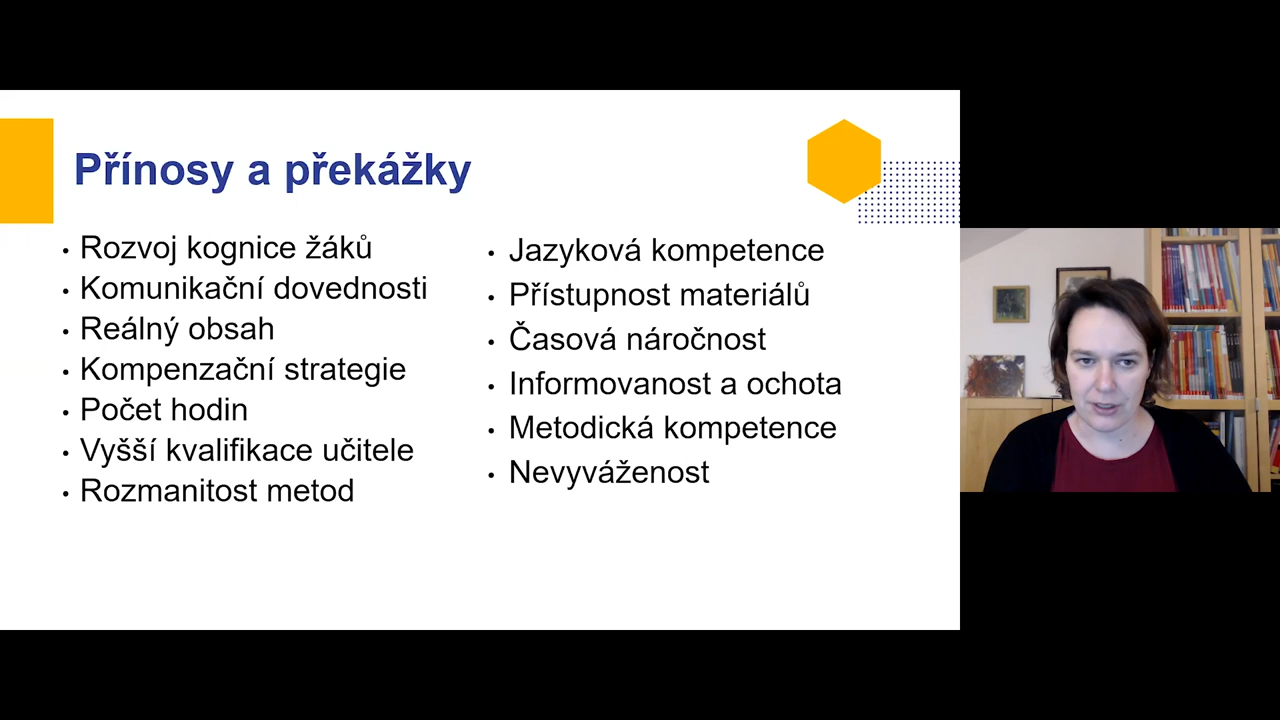 Přínosy a překážky
Rozvoj kognice žáků
Komunikační dovednosti
Reálný obsah
Kompenzační strategie
Počet hodin
Vyšší kvalifikace učitele
Rozmanitost metod
Jazyková kompetence
Přístupnost materiálů
Časová náročnost
Informovanost a ochota
Metodická kompetence
Nevyváženost